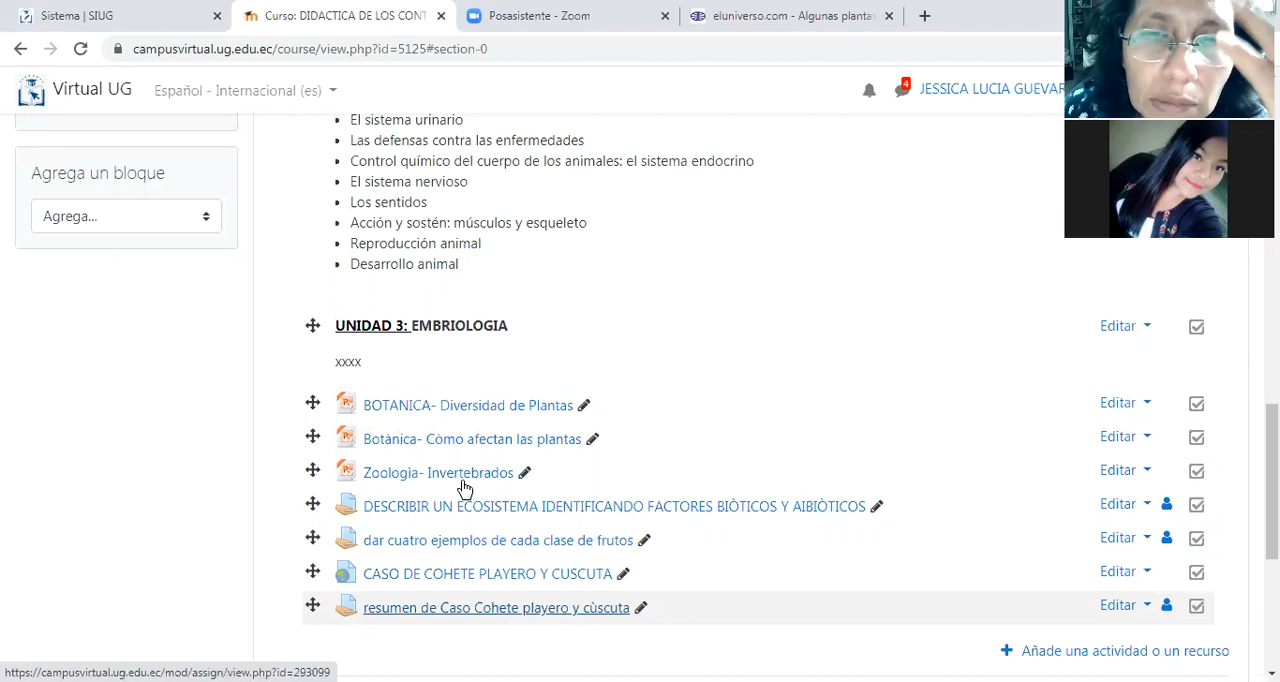 Sistema | SIUG
Curso: DIDACTICA DE LOS CONT
Posasistente - Zoom
eluniverso.com - Algunas plantas
campusvirtual.ug.edu.ec/course/view.php?id=5125#section-0
Virtual UG
Español - Internacional (es)
4
JESSICA LUCIA GUEVAR
El sistema urinario
Las defensas contra las enfermedades
Control químico del cuerpo de los animales: el sistema endocrino
El sistema nervioso
Los sentidos
Acción y sostén: músculos y esqueleto
Reproducción animal
Desarrollo animal
Agrega un bloque
Agrega...
UNIDAD 3: EMBRIOLOGIA
Editar
xxxx
BOTANICA- Diversidad de Plantas
Editar
Botànica- Còmo afectan las plantas
Editar
Zoologìa- Invertebrados
Editar
DESCRIBIR UN ECOSISTEMA IDENTIFICANDO FACTORES BIÒTICOS Y AIBIÒTICOS
Editar
dar cuatro ejemplos de cada clase de frutos
Editar
CASO DE COHETE PLAYERO Y CUSCUTA
Editar
resumen de Caso Cohete playero y cùscuta
Editar
Añade una actividad o un recurso
https://campusvirtual.ug.edu.ec/mod/assign/view.php?id=293099